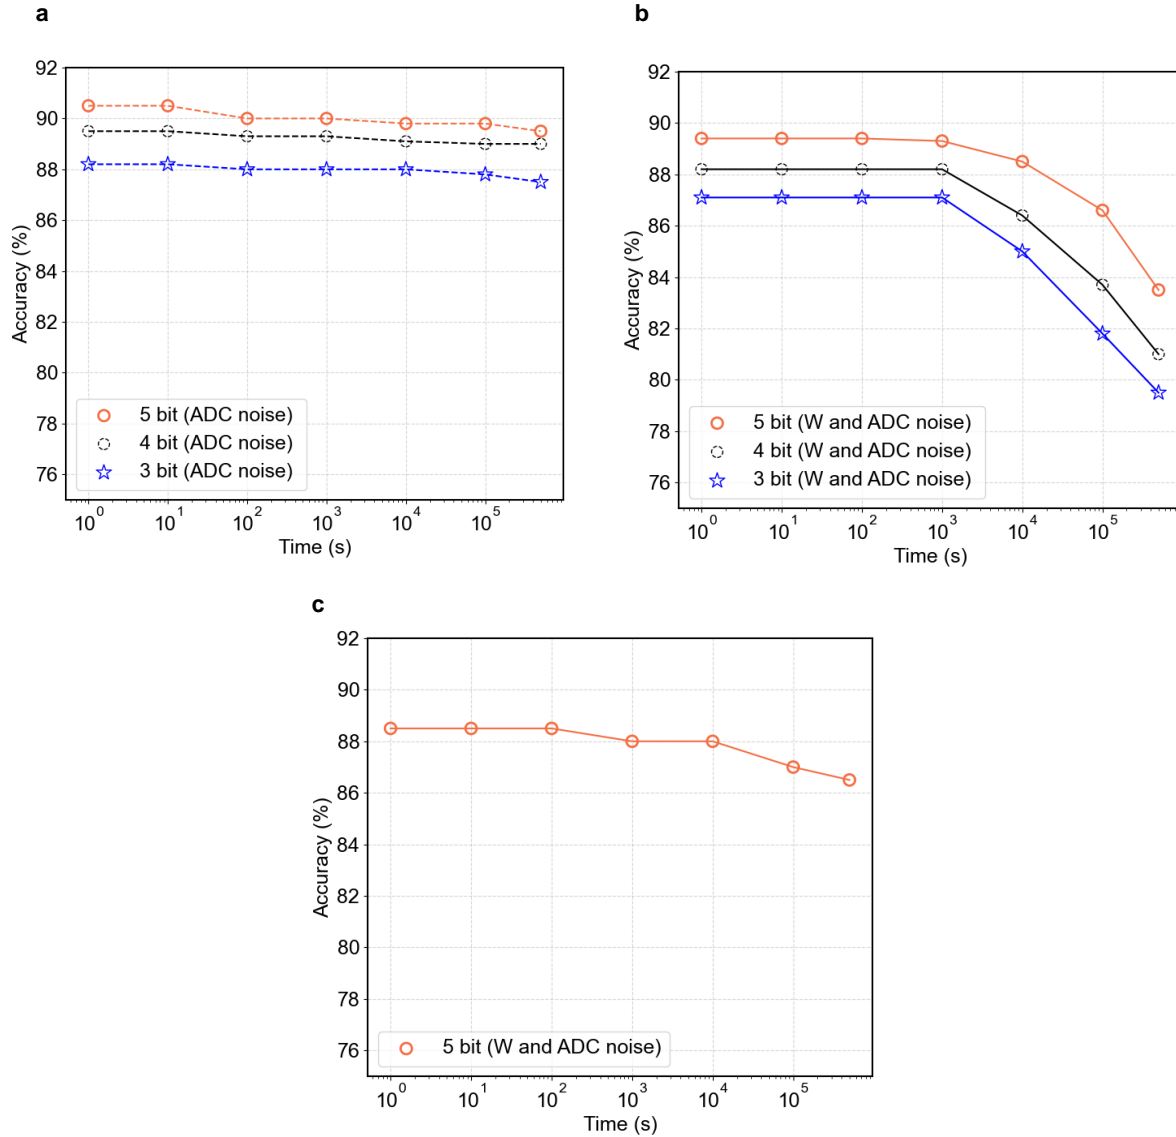 a
92
90
88
86
84
82
80
78
76
Accuracy (%)
5 bit (ADC noise)
4 bit (ADC noise)
3 bit (ADC noise)
10^0 10^1 10^2 10^3 10^4 10^5
Time (s)
b
92
90
88
86
84
82
80
78
76
Accuracy (%)
5 bit (W and ADC noise)
4 bit (W and ADC noise)
3 bit (W and ADC noise)
10^0 10^1 10^2 10^3 10^4 10^5
Time (s)
c
92
90
88
86
84
82
80
78
76
Accuracy (%)
5 bit (W and ADC noise)
10^0 10^1 10^2 10^3 10^4 10^5
Time (s)